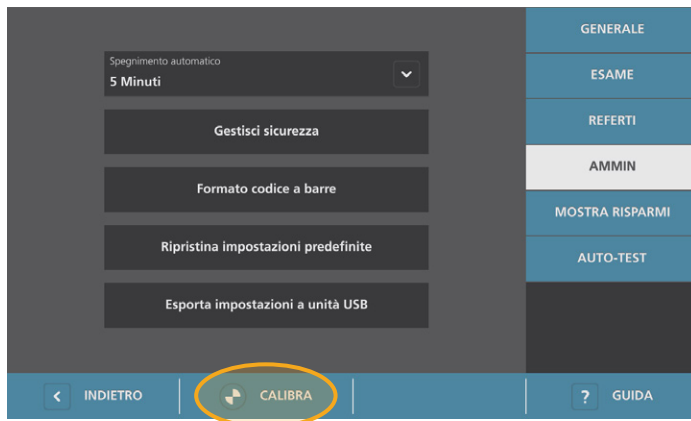 Spegnimento automatico
5 Minuti
Gestisci sicurezza
Formato codice a barre
Ripristina impostazioni predefinite
Esporta impostazioni a unità USB
GENERALE
ESAME
REFERTI
AMMIN
MOSTRA RISPARMI
AUTO-TEST
INDIETRO
CALIBRA
? GUIDA